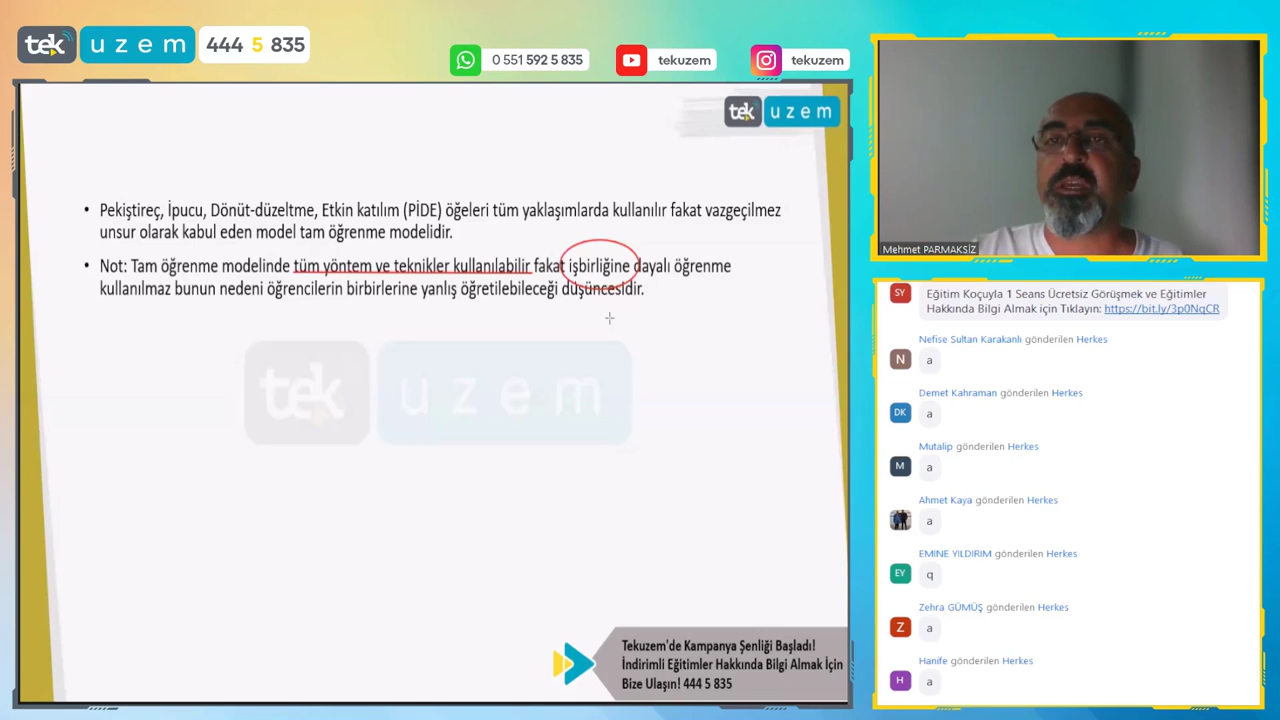 tek uzem 444 5 835
0 551 592 5 835
tekuzem
tekuzem
tek uzem
• Pekiştireç, İpucu, Dönüt-düzeltme, Etkin katılım (PİDE) öğeleri tüm yaklaşımlarda kullanılır fakat vazgeçilmez
unsur olarak kabul eden model tam öğrenme modelidir.
• Not: Tam öğrenme modelinde tüm yöntem ve teknikler kullanılabilir fakat işbirliğine dayalı öğrenme
kullanılmaz bunun nedeni öğrencilerin birbirlerine yanlış öğretilebileceği düşüncesidir.
tek uzem
Tekuzem'de Kampanya Şenliği Başladı!
İndirimli Eğitimler Hakkında Bilgi Almak İçin
Bize Ulaşın! 444 5 835
Mehmet PARMAKSİZ
SY
Eğitim Koçuyla 1 Seans Ücretsiz Görüşmek ve Eğitimler
Hakkında Bilgi Almak için Tıklayın: https://bit.ly/3p0NqCR
Nefise Sultan Karakanlı gönderilen Herkes
N a
Demet Kahraman gönderilen Herkes
DK a
Mutalip gönderilen Herkes
M a
Ahmet Kaya gönderilen Herkes
a
EMINE YILDIRIM gönderilen Herkes
EY q
Zehra GÜMÜŞ gönderilen Herkes
Z a
Hanife gönderilen Herkes
H a